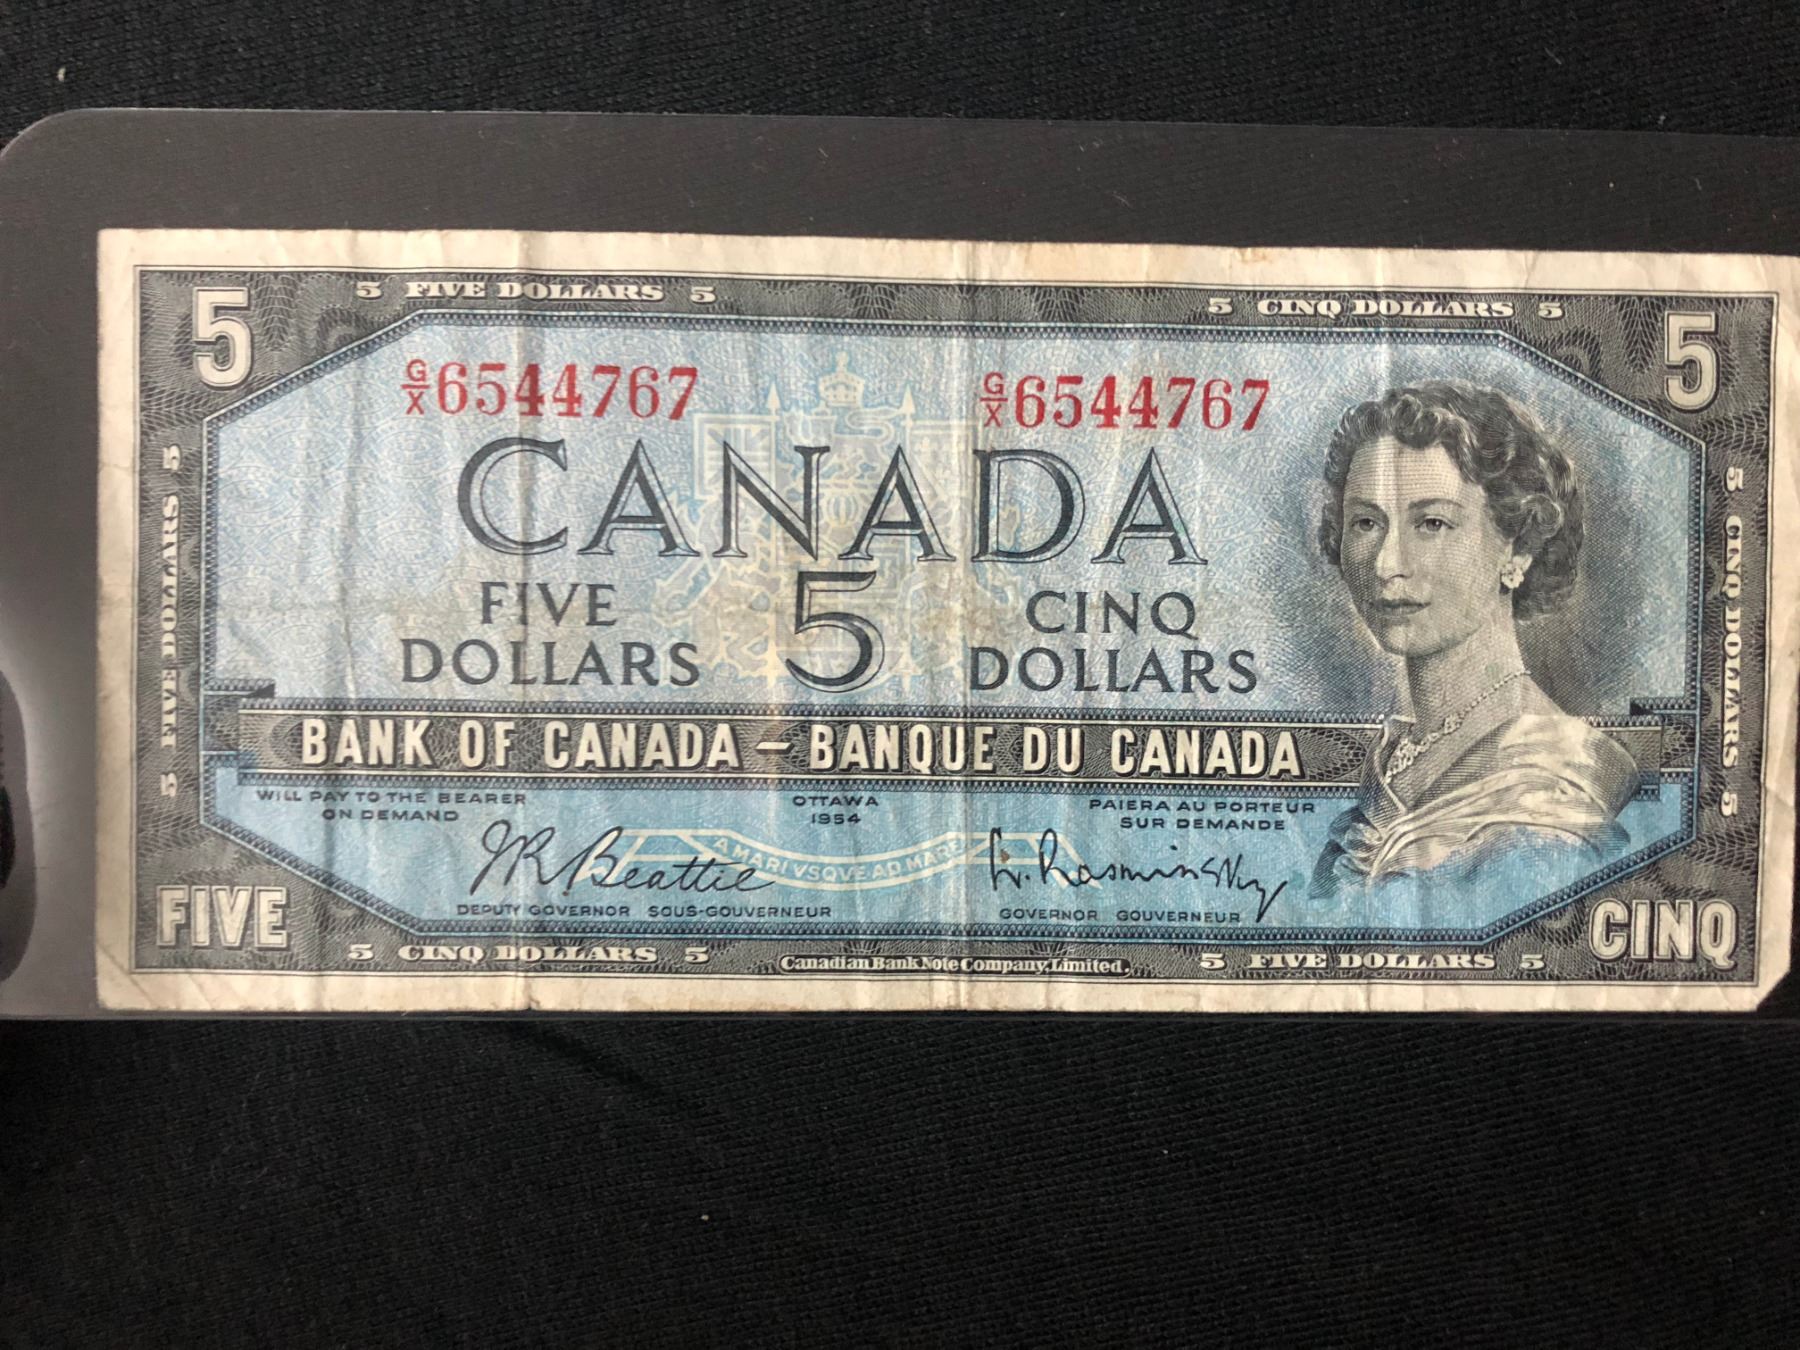 5 5 FIVE DOLLARS 5 5 CINQ DOLLARS 5 5
G/X 6544767 G/X 6544767
CANADA
FIVE 5 CINQ
DOLLARS DOLLARS
5 FIVE DOLLARS 5
5 CINQ DOLLARS 5
BANK OF CANADA – BANQUE DU CANADA
WILL PAY TO THE BEARER OTTAWA PAIERA AU PORTEUR
ON DEMAND 1954 SUR DEMANDE
A MARI VSQVE AD MARE
J.R. Beattie L. Rasminsky
DEPUTY GOVERNOR SOUS-GOUVERNEUR GOVERNOR GOUVERNEUR
FIVE CINQ
5 CINQ DOLLARS 5 Canadian Bank Note Company, Limited. 5 FIVE DOLLARS 5